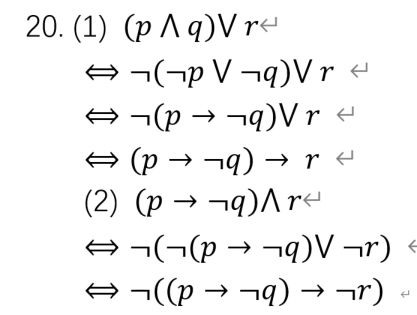 20. (1) (p ∧ q)∨ r↵
⟺ ¬(¬p ∨ ¬q)∨ r ↵
⟺ ¬(p → ¬q)∨ r ↵
⟺ (p → ¬q) → r ↵
(2) (p → ¬q)∧ r↵
⟺ ¬(¬(p → ¬q)∨ ¬r) ↵
⟺ ¬((p → ¬q) → ¬r) ↵